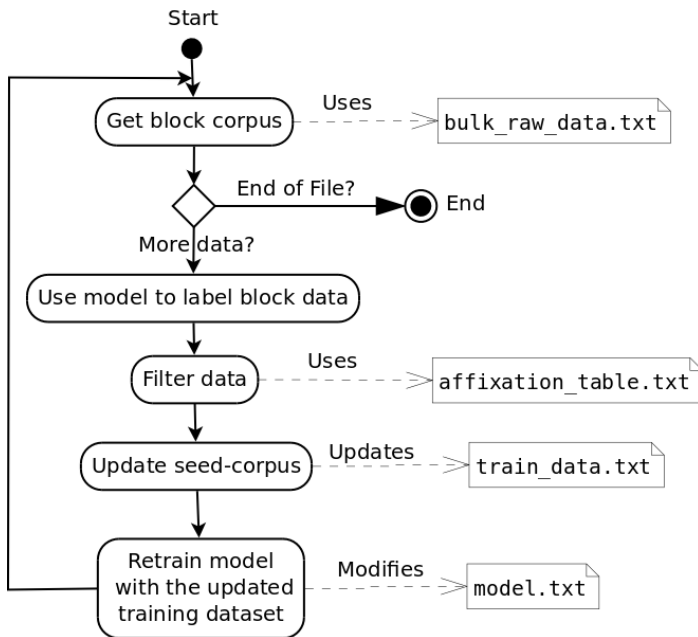 Start
Get block corpus
Uses
bulk_raw_data.txt
End of File?
End
More data?
Use model to label block data
Filter data
Uses
affixation_table.txt
Update seed-corpus
Updates
train_data.txt
Retrain model
with the updated
training dataset
Modifies
model.txt